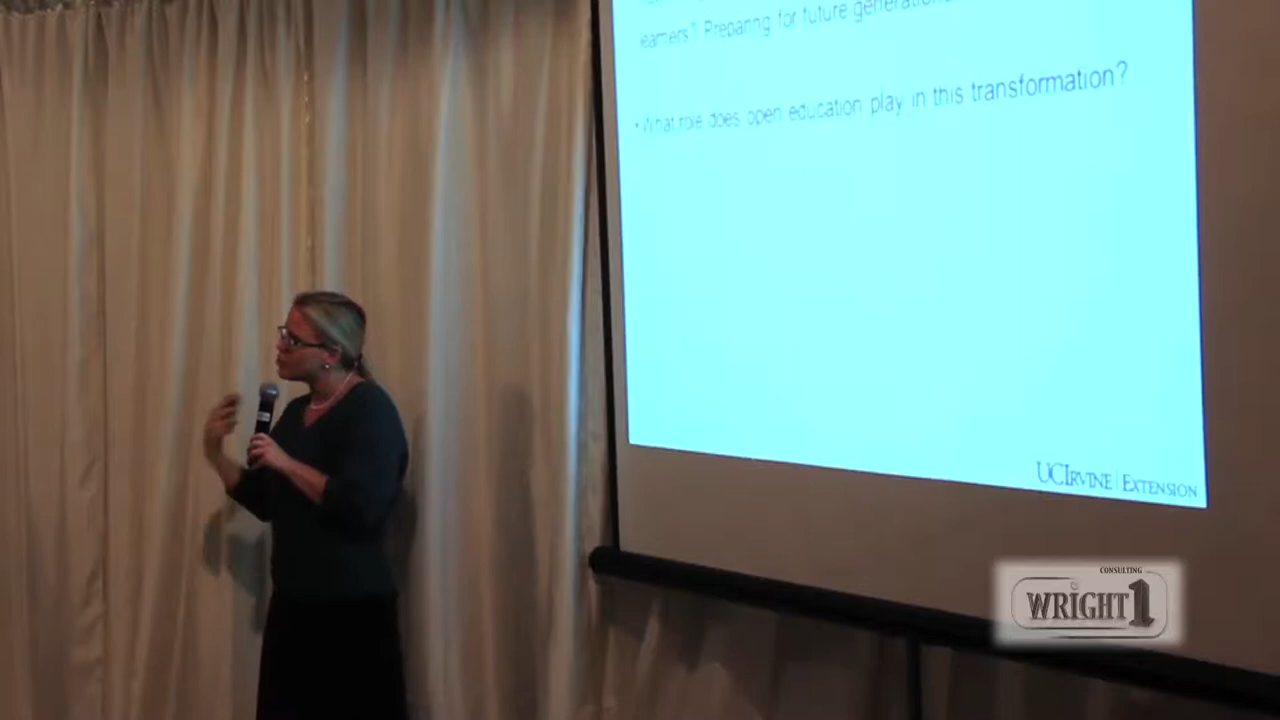 learners? Preparing for future generations
• What role does open education play in this transformation?
UCIRVINE | EXTENSION
CONSULTING
WRIGHT1